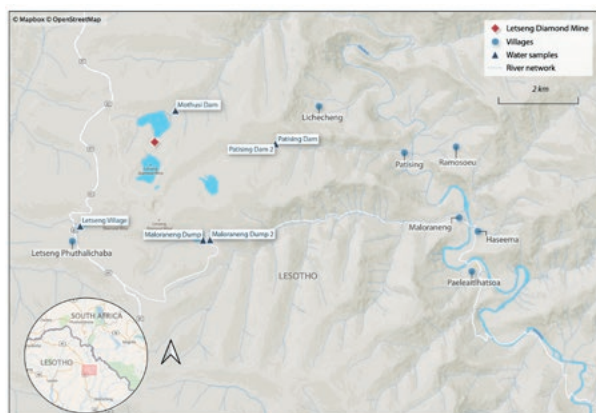 © Mapbox © OpenStreetMap
Letseng Diamond Mine
Villages
Water samples
River network
2 km
Mothusi Dam
Lichecheng
Patising Dam
Patising Dam 2
Patising
Ramosoeu
Letseng Village
Letseng Phuthalichaba
Maloraneng Dump
Maloraneng Dump 2
Maloraneng
Haseema
Paeleaitlhatsoa
LESOTHO
SOUTH AFRICA
LESOTHO